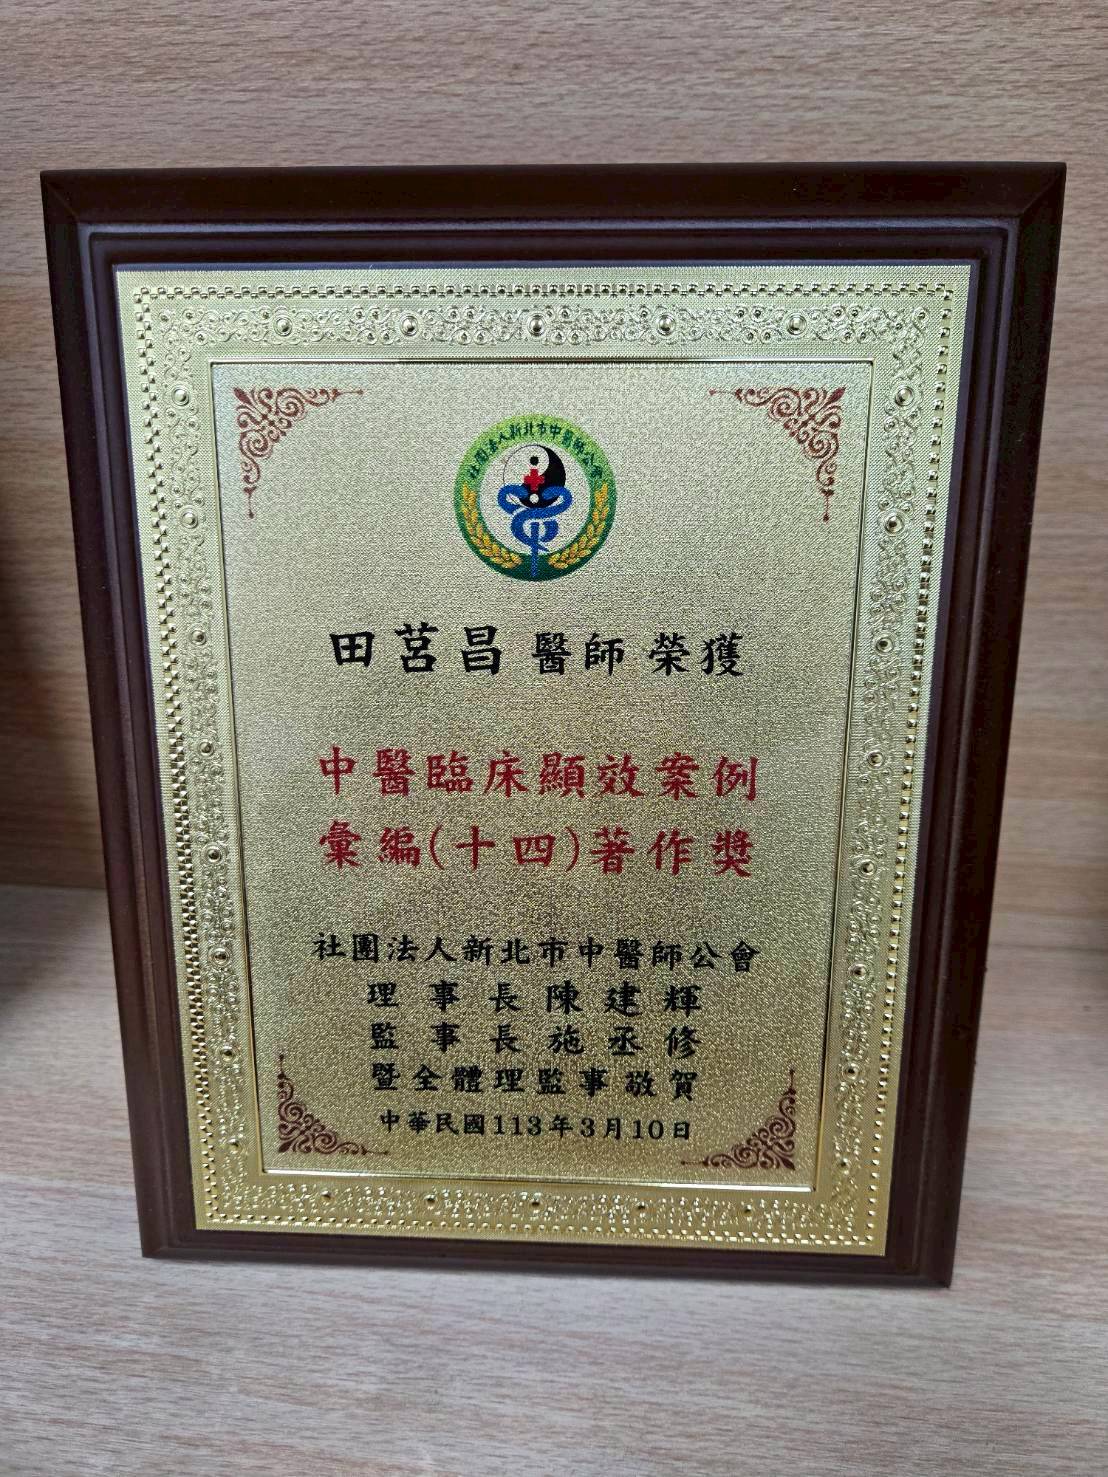 社團法人新北市中醫師公會
田莒昌 醫師 榮獲
中醫臨床顯效案例
彙編(十四)著作獎
社團法人新北市中醫師公會
理事長陳建輝
監事長施丞修
暨全體理監事敬賀
中華民國113年3月10日